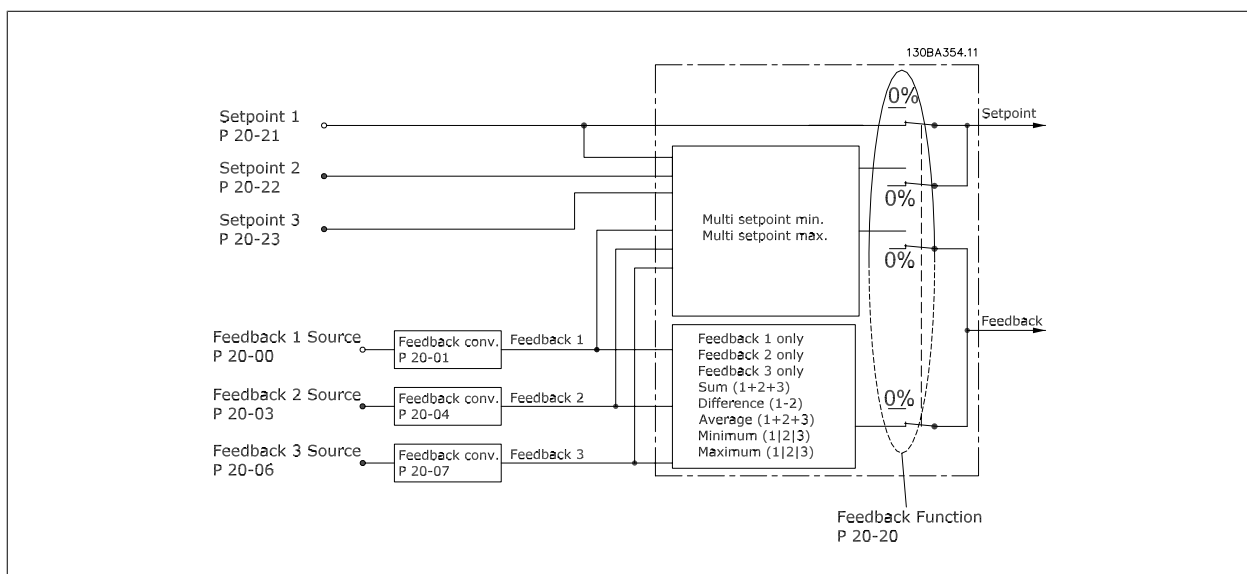 130BA354.11
0%
Setpoint 1
P 20-21
Setpoint
Setpoint 2
P 20-22
0%
Setpoint 3
P 20-23
Multi setpoint min.
Multi setpoint max.
0%
Feedback 1 Source
P 20-00
Feedback conv.
P 20-01
Feedback 1
Feedback
Feedback 1 only
Feedback 2 only
Feedback 3 only
Sum (1+2+3)
Difference (1-2)
Average (1+2+3)
Minimum (1|2|3)
Maximum (1|2|3)
0%
Feedback 2 Source
P 20-03
Feedback conv.
P 20-04
Feedback 2
Feedback 3 Source
P 20-06
Feedback conv.
P 20-07
Feedback 3
Feedback Function
P 20-20